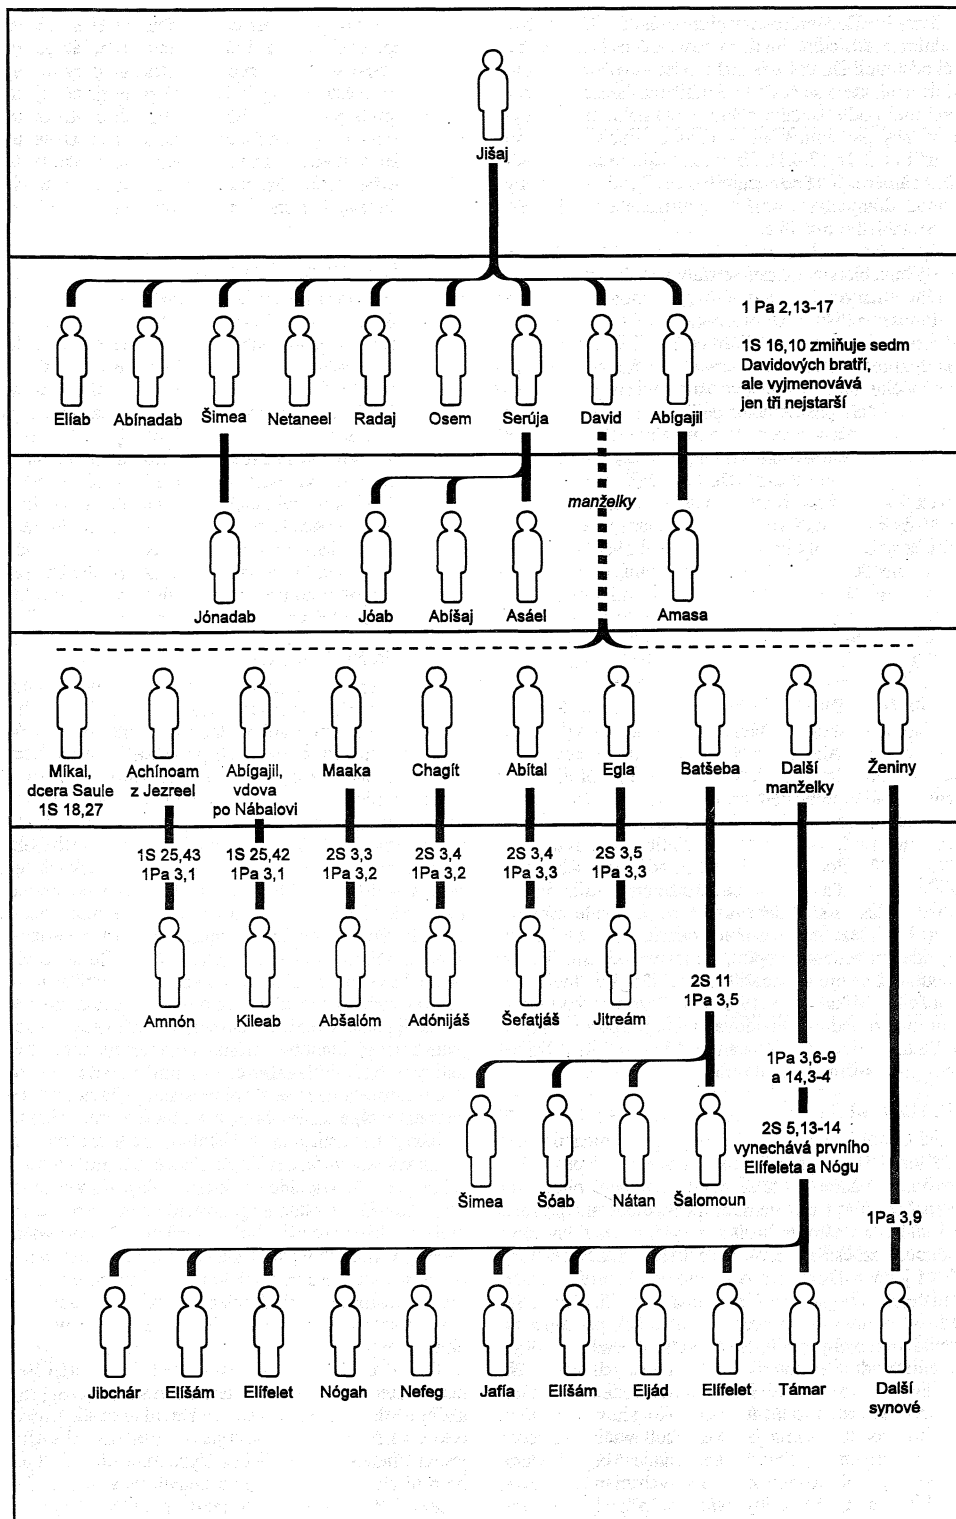 Jišaj
1 Pa 2,13-17
1S 16,10 zmiňuje sedm
Davidových bratří,
ale vyjmenovává
jen tři nejstarší
Elíab Abínadab Šimea Netaneel Radaj Osem Serúja David Abígajil
manželky
Jónadab Jóab Abíšaj Asáel Amasa
Míkal,
dcera Saule
1S 18,27
Achínoam
z Jezreel
Abígajil,
vdova
po Nábalovi
Maaka
Chagít
Abítal
Egla
Batšeba
Další
manželky
Ženiny
1S 25,43
1Pa 3,1
1S 25,42
1Pa 3,1
2S 3,3
1Pa 3,2
2S 3,4
1Pa 3,2
2S 3,4
1Pa 3,3
2S 3,5
1Pa 3,3
Amnón Kileab Abšalóm Adónijáš Šefatjáš Jitreám
2S 11
1Pa 3,5
1Pa 3,6-9
a 14,3-4
2S 5,13-14
vynechává prvního
Elífeleta a Nógu
Šimea Šóab Nátan Šalomoun
1Pa 3,9
Jibchár Elíšám Elífelet Nógah Nefeg Jafía Elíšám Eljád Elífelet Támar
Další
synové